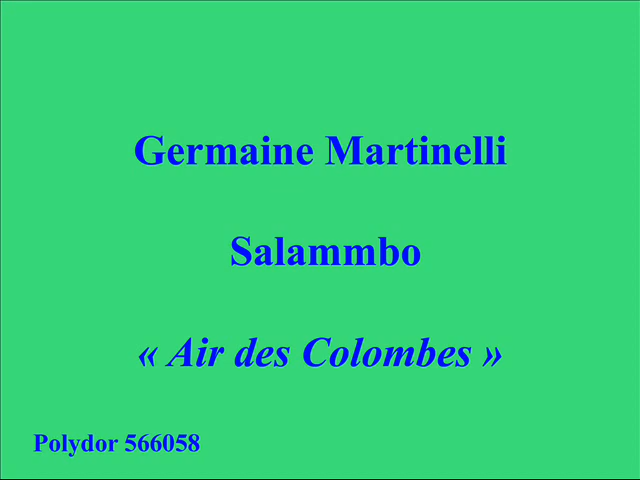 Germaine Martinelli
Salammbo
« Air des Colombes »
Polydor 566058